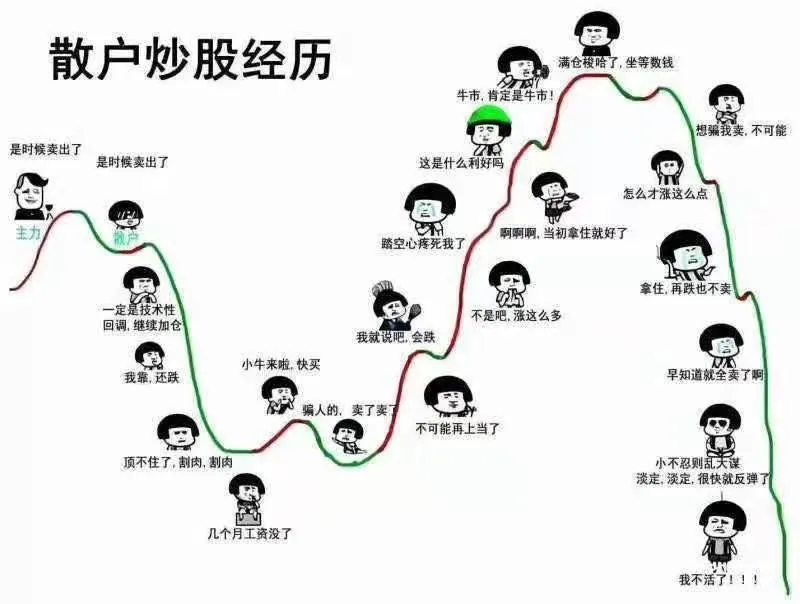 散户炒股经历
是时候卖出了
主力
是时候卖出了
散户
一定是技术性
回调,继续加仓
我靠,还跌
顶不住了,割肉,割肉
几个月工资没了
小牛来啦,快买
骗人的, 卖了卖了
我就说吧,会跌
不可能再上当了
踏空心疼死我了
不是吧,涨这么多
这是什么利好吗
啊啊啊,当初拿住就好了
牛市,肯定是牛市!
满仓梭哈了,坐等数钱
想骗我卖,不可能
怎么才涨这么点
拿住,再跌也不卖
早知道就全卖了啊
小不忍则乱大谋
淡定,淡定,很快就反弹了
我不活了!!!